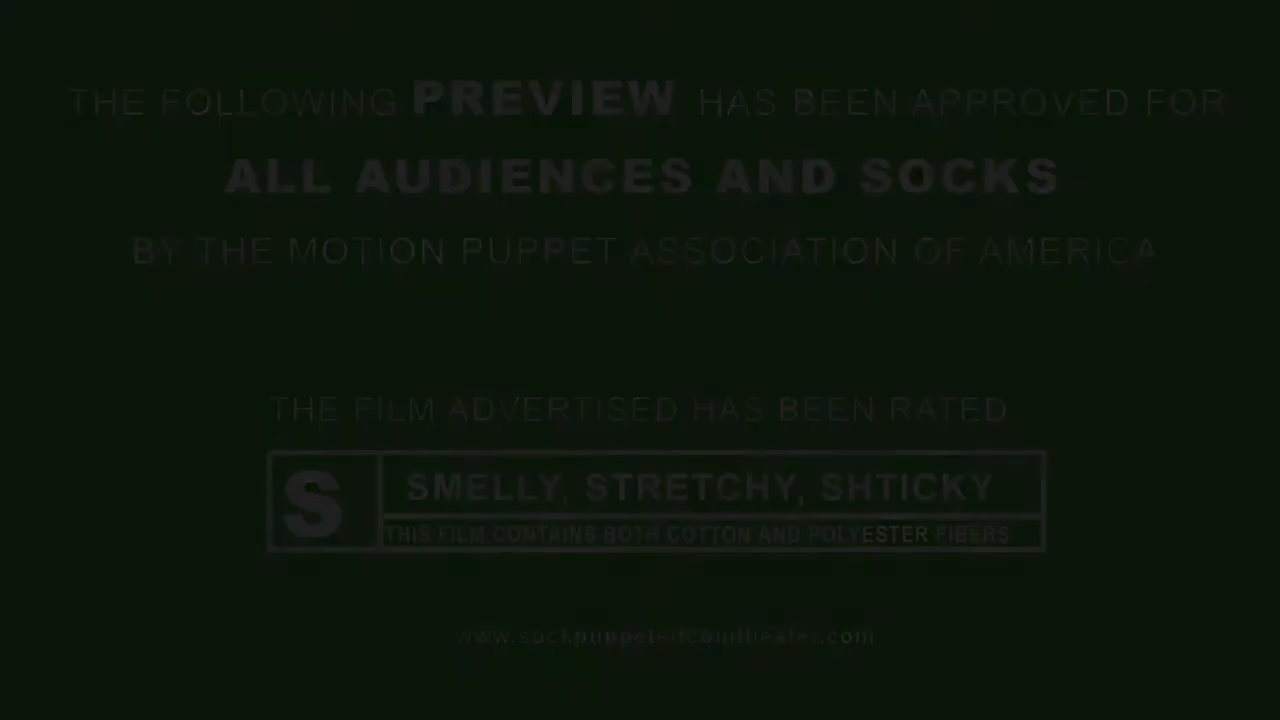 THE FOLLOWING PREVIEW HAS BEEN APPROVED FOR
ALL AUDIENCES AND SOCKS
BY THE MOTION PUPPET ASSOCIATION OF AMERICA
THE FILM ADVERTISED HAS BEEN RATED
S
SMELLY, STRETCHY, SHTICKY
THIS FILM CONTAINS BOTH COTTON AND POLYESTER FIBERS